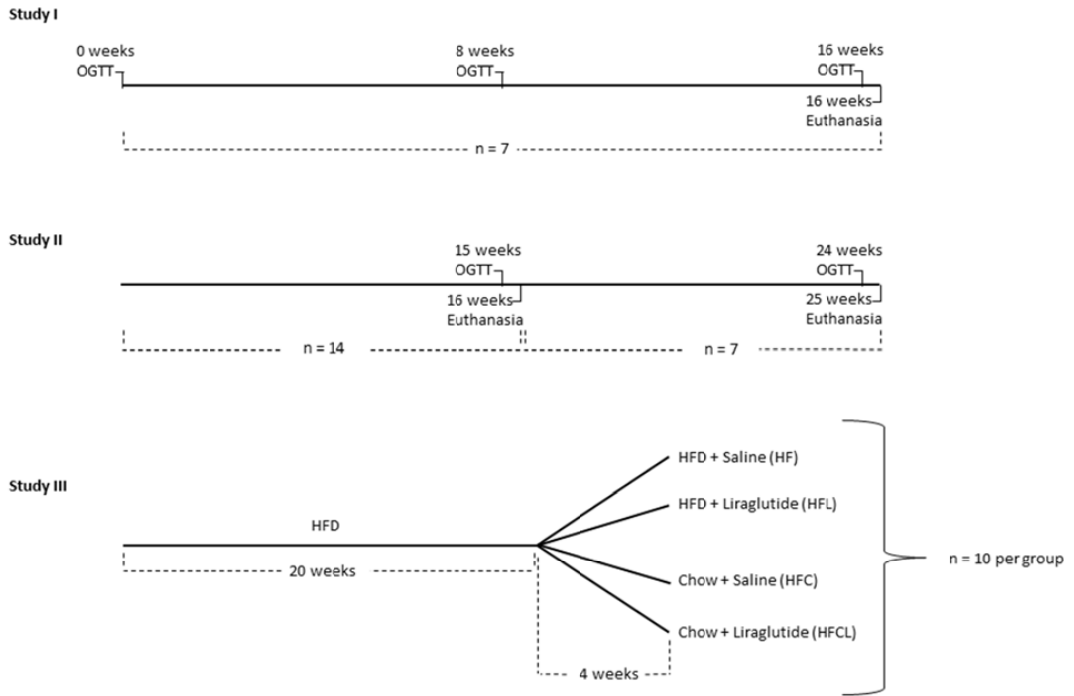 Study I
0 weeks
OGTT
8 weeks
OGTT
16 weeks
OGTT
16 weeks
Euthanasia
n = 7
Study II
15 weeks
OGTT
24 weeks
OGTT
16 weeks
Euthanasia
25 weeks
Euthanasia
n = 14
n = 7
Study III
HFD
20 weeks
HFD + Saline (HF)
HFD + Liraglutide (HFL)
Chow + Saline (HFC)
Chow + Liraglutide (HFCL)
4 weeks
n = 10 per group